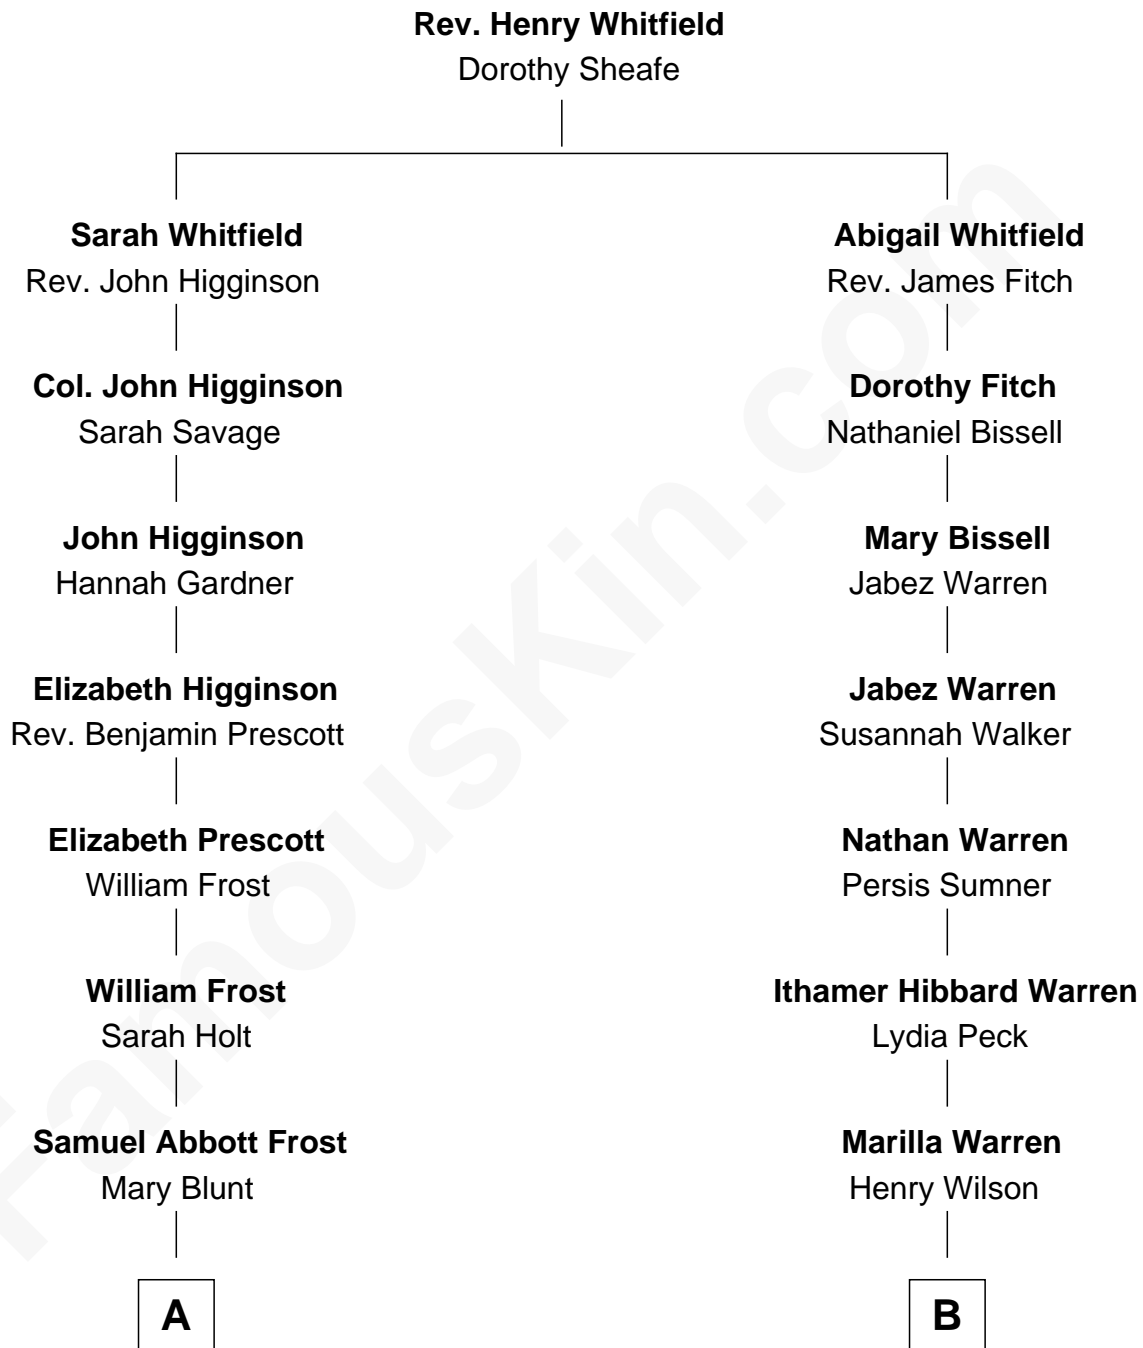 Rev. Henry Whitfield
Dorothy Sheafe
Sarah Whitfield
Rev. John Higginson
Abigail Whitfield
Rev. James Fitch
Col. John Higginson
Sarah Savage
Dorothy Fitch
Nathaniel Bissell
John Higginson
Hannah Gardner
Mary Bissell
Jabez Warren
Elizabeth Higginson
Rev. Benjamin Prescott
Jabez Warren
Susannah Walker
Elizabeth Prescott
William Frost
Nathan Warren
Persis Sumner
William Frost
Sarah Holt
Ithamer Hibbard Warren
Lydia Peck
Samuel Abbott Frost
Mary Blunt
Marilla Warren
Henry Wilson
A
B
FamousKin.com